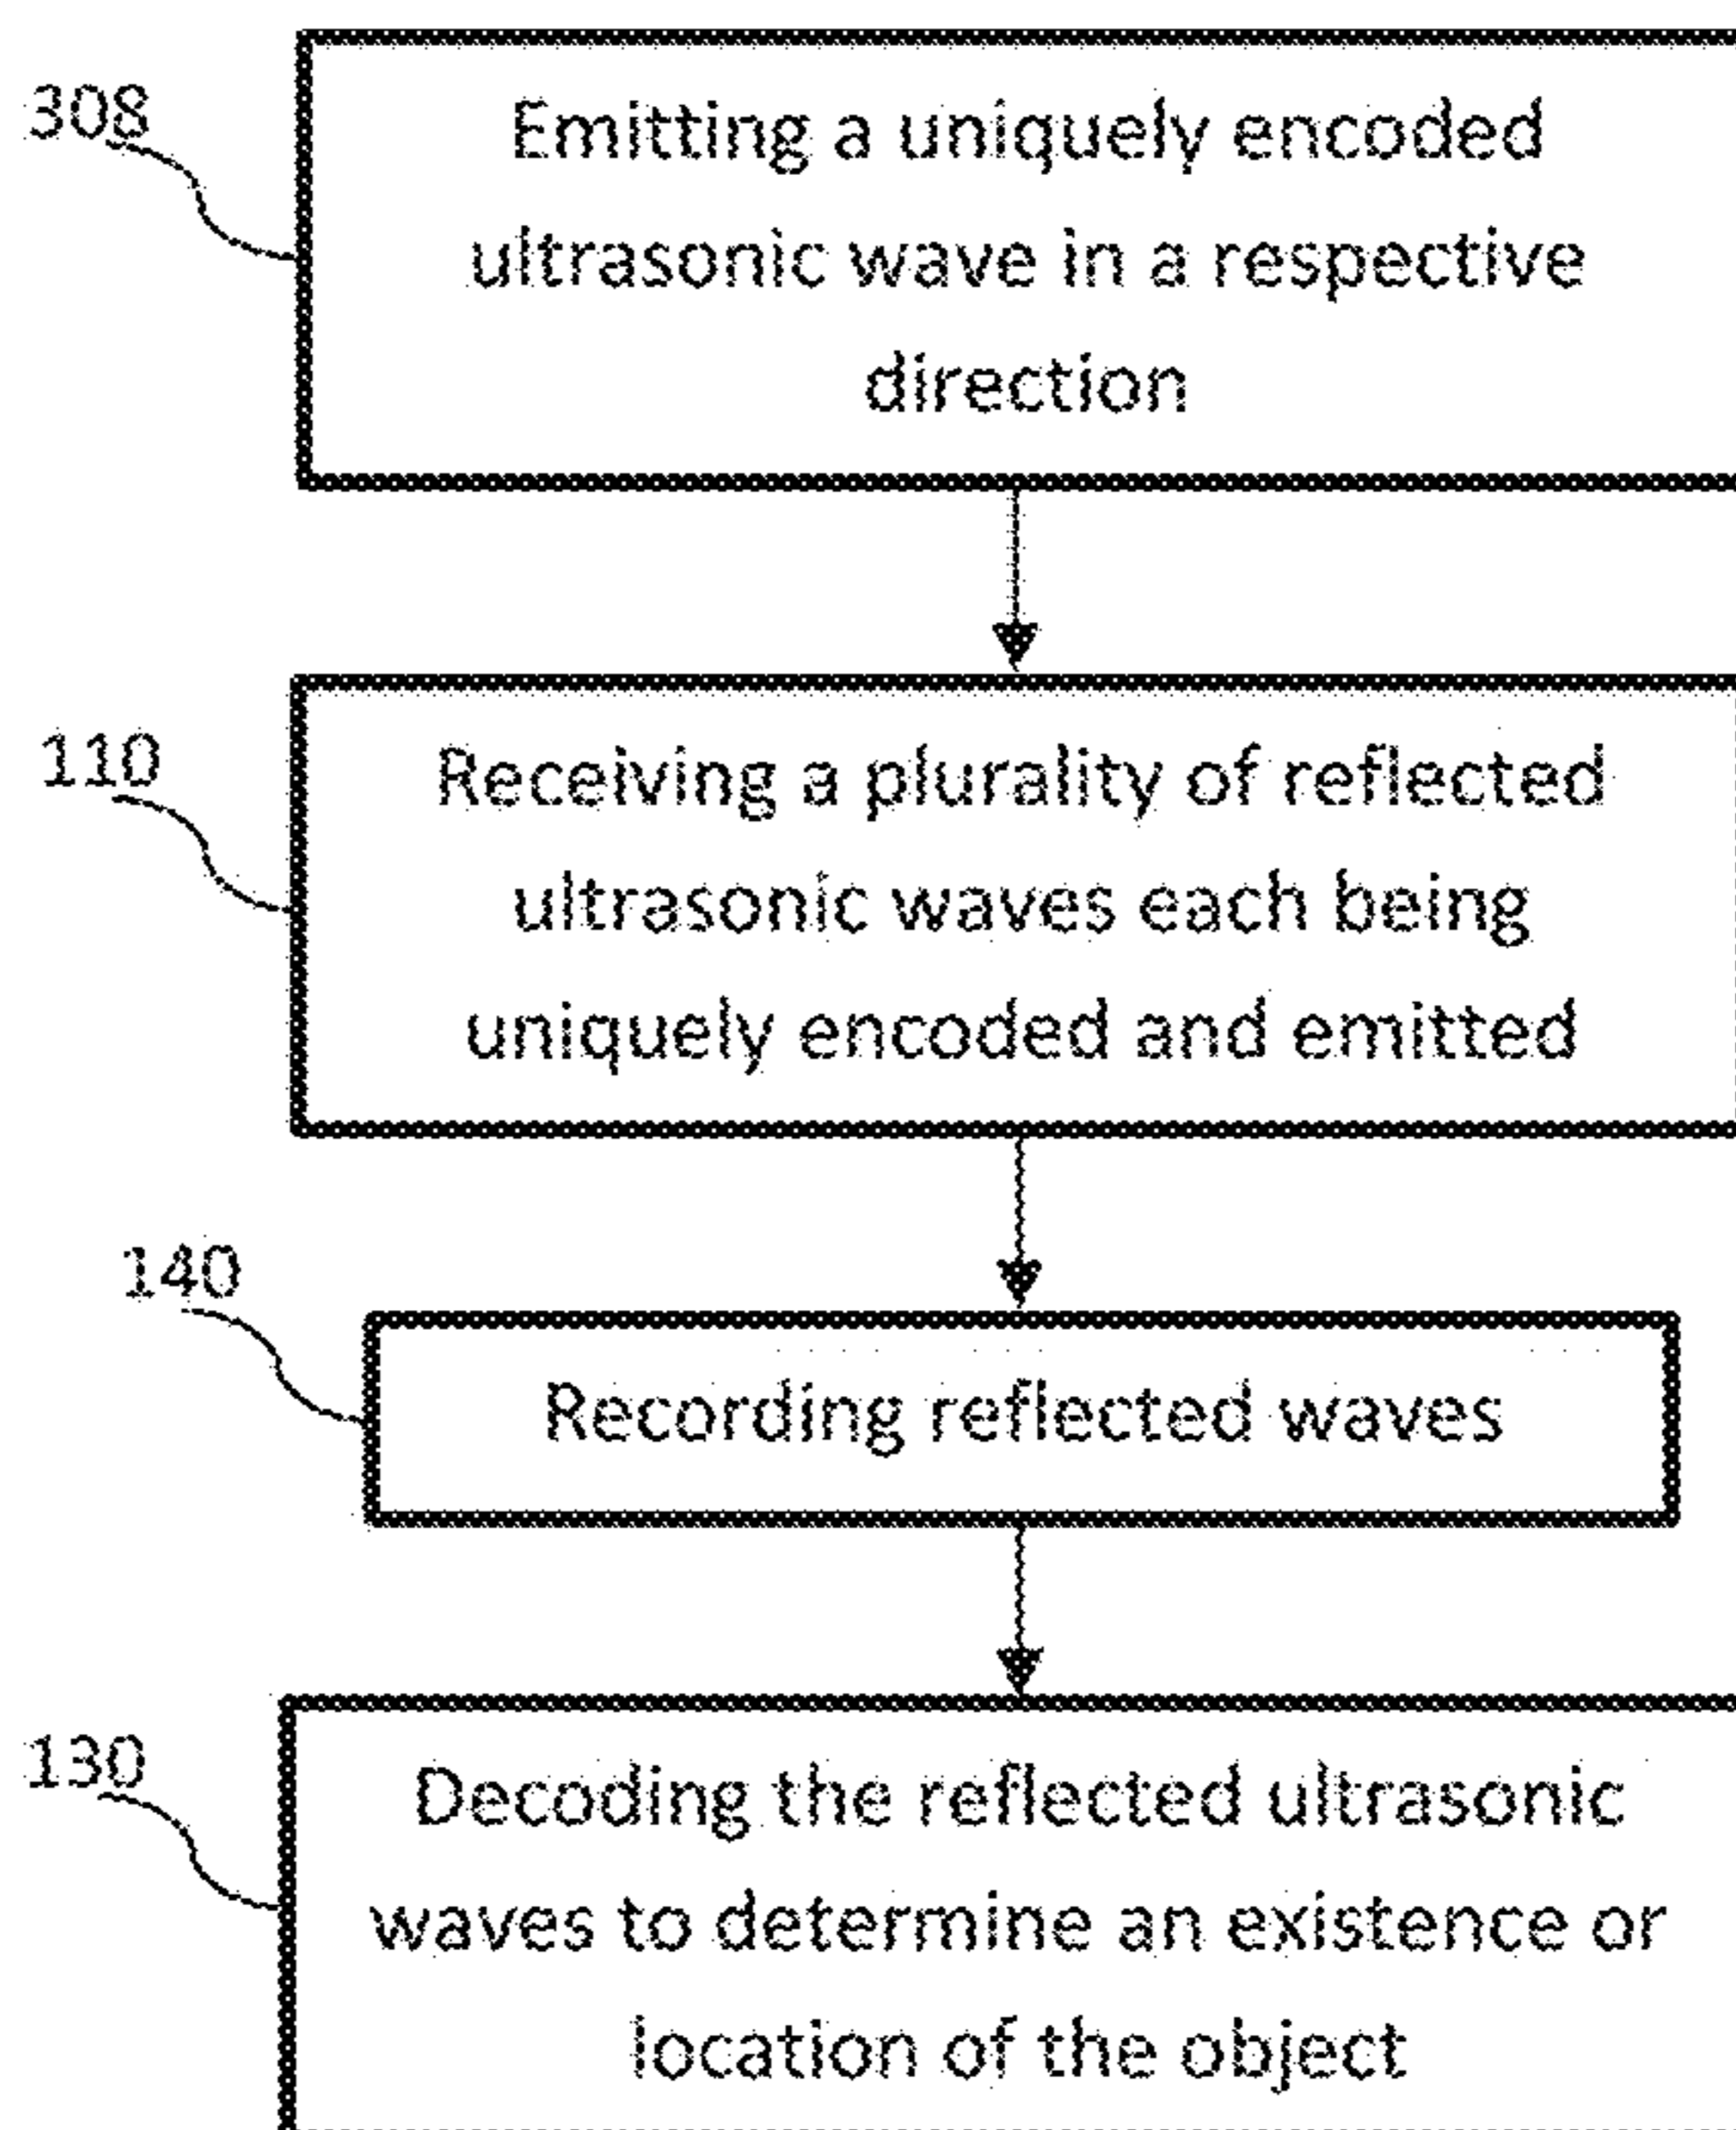 308
Emitting a uniquely encoded
ultrasonic wave in a respective
direction
110
Receiving a plurality of reflected
ultrasonic waves each being
uniquely encoded and emitted
140
Recording reflected waves
130
Decoding the reflected ultrasonic
waves to determine an existence or
location of the object